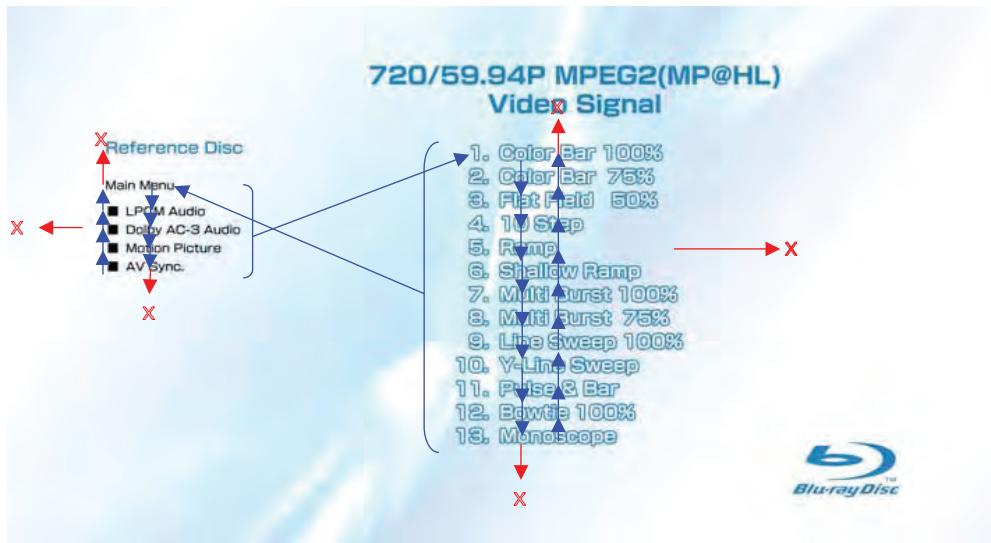 720/59.94P MPEG2(MP@HL)
Video Signal
X
X
Reference Disc
Main Menu
■ LPCM Audio
■ Dolby AC-3 Audio
■ Motion Picture
■ AV Sync.
X
X
1. Color Bar 100%
2. Color Bar 75%
3. Flat Field 50%
4. 10 Step
5. Ramp
6. Shallow Ramp
7. Multi Burst 100%
8. Multi Burst 75%
9. Line Sweep 100%
10. Y-Line Sweep
11. Pulse & Bar
12. Bowtie 100%
13. Monoscope
X
X
Blu-ray Disc™